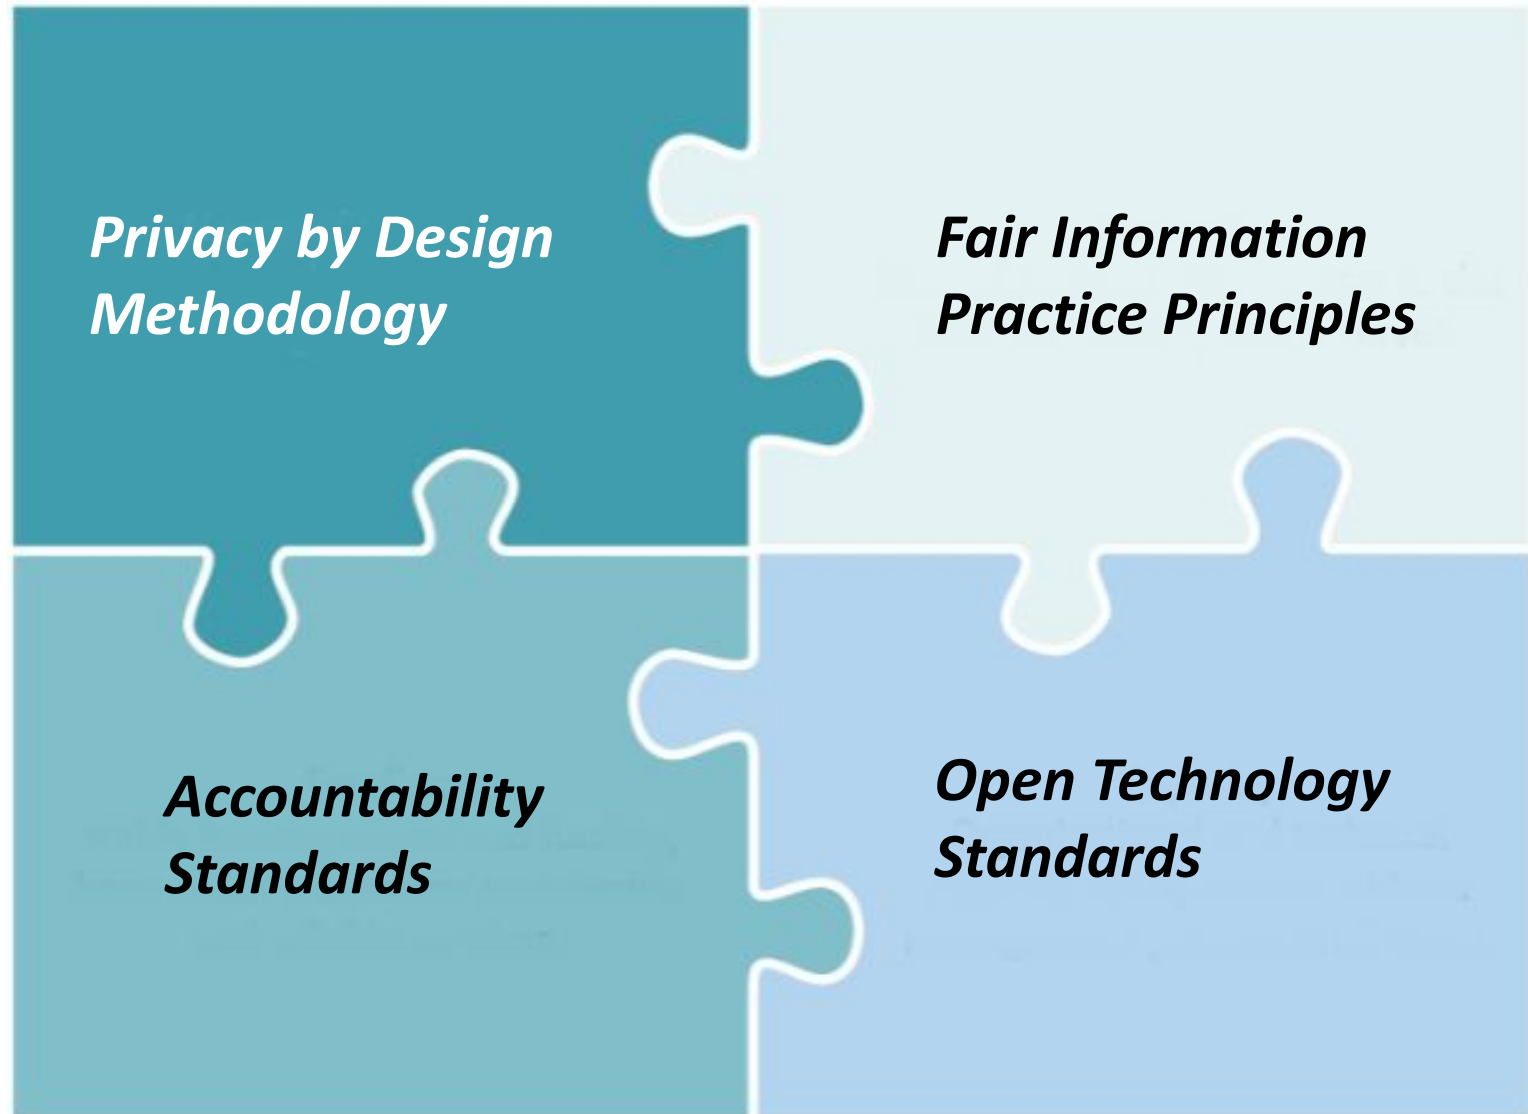 Privacy by Design
Methodology
Fair Information
Practice Principles
Accountability
Standards
Open Technology
Standards